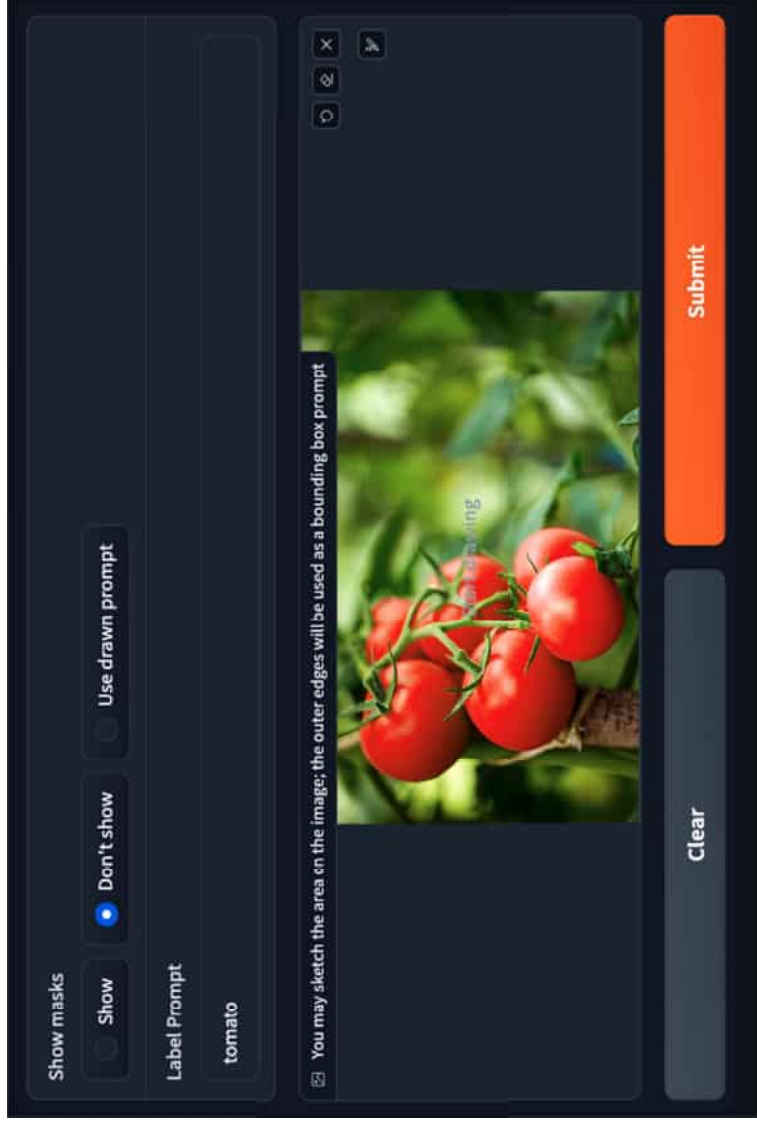 Show masks
Show
Don't show
Use drawn prompt
Label Prompt
tomato
You may sketch the area on the image; the outer edges will be used as a bounding box prompt
Clear
Submit